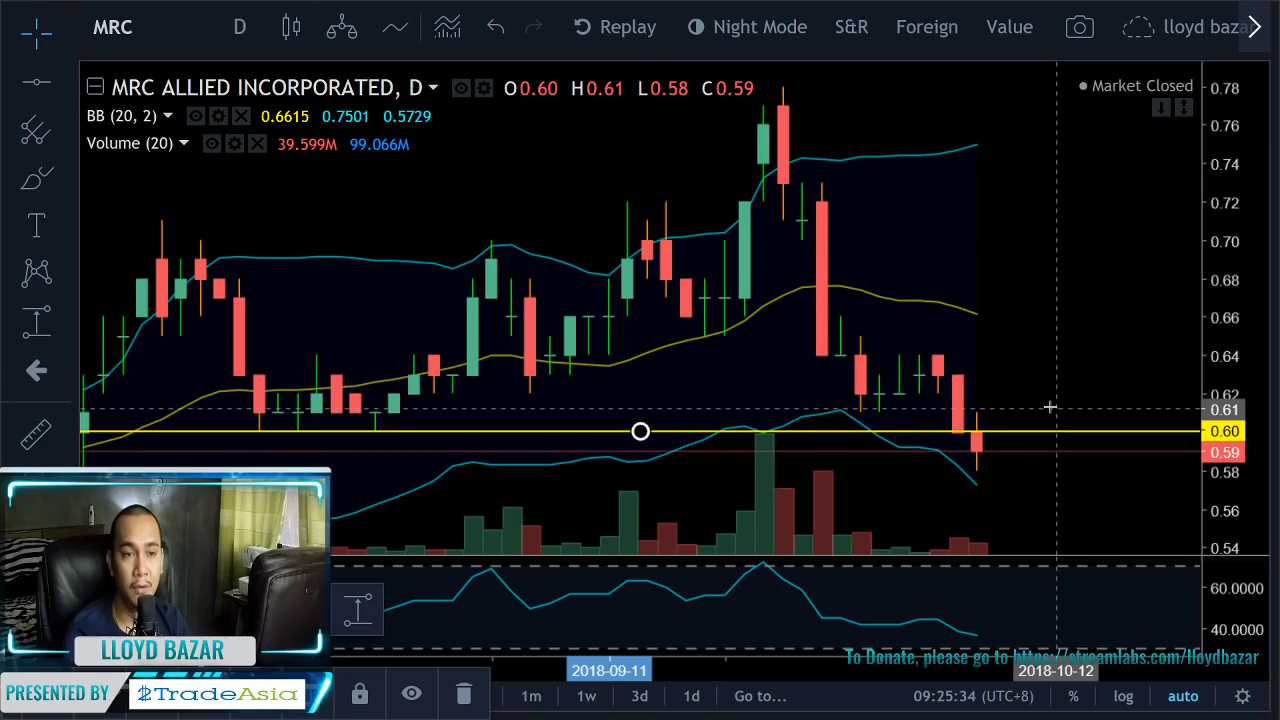 MRC D Replay Night Mode S&R Foreign Value lloyd baza
MRC ALLIED INCORPORATED, D O0.60 H0.61 L0.58 C0.59
Market Closed
BB (20, 2) 0.6615 0.7501 0.5729
Volume (20) 39.599M 99.066M
0.78
0.76
0.74
0.72
0.70
0.68
0.66
0.64
0.62
0.61
0.60
0.59
0.58
0.56
0.54
60.0000
40.0000
LLOYD BAZAR
To Donate, please go to https://streamlabs.com/lloydbazar
2018-09-11 2018-10-12
PRESENTED BY $TradeAsia
1m 1w 3d 1d Go to... 09:25:34 (UTC+8) % log auto